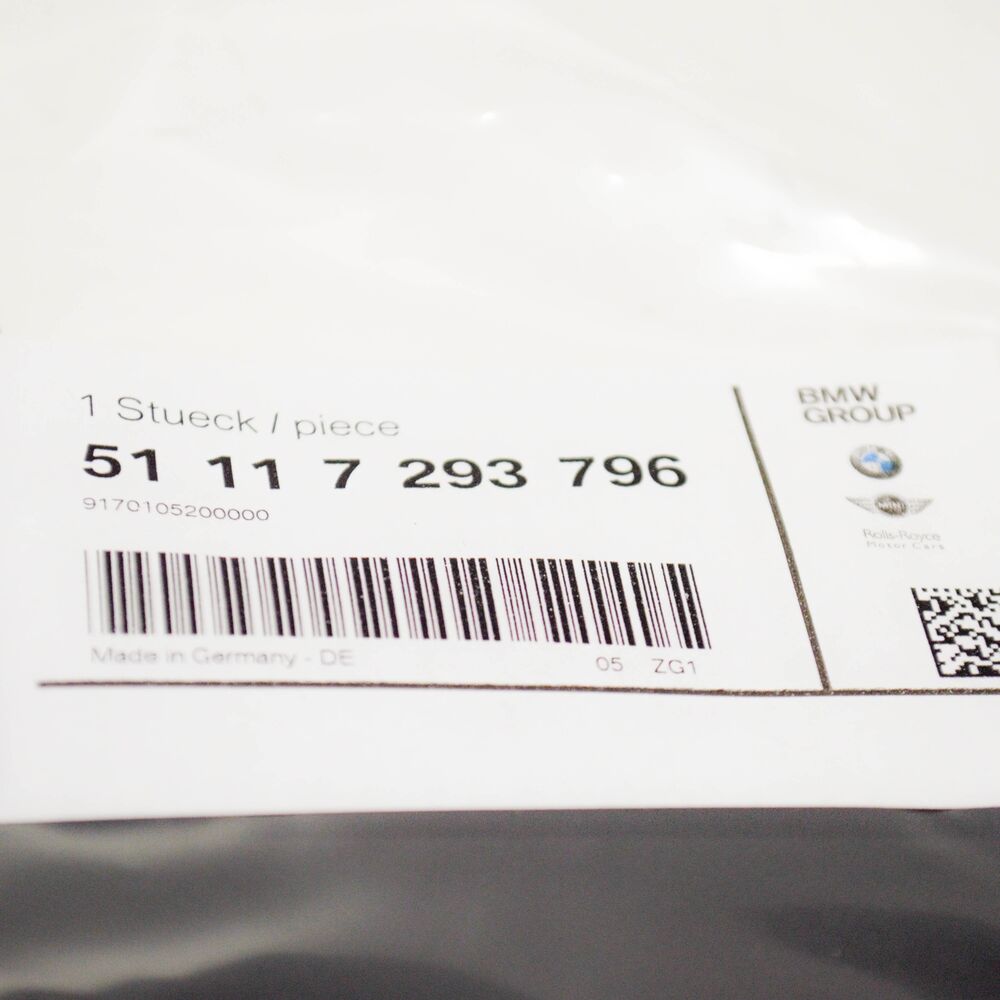 1 Stueck / piece
51 11 7 293 796
9170105200000
Made in Germany - DE
05 ZG1
BMW
GROUP
MINI
Rolls-Royce
Motor Cars